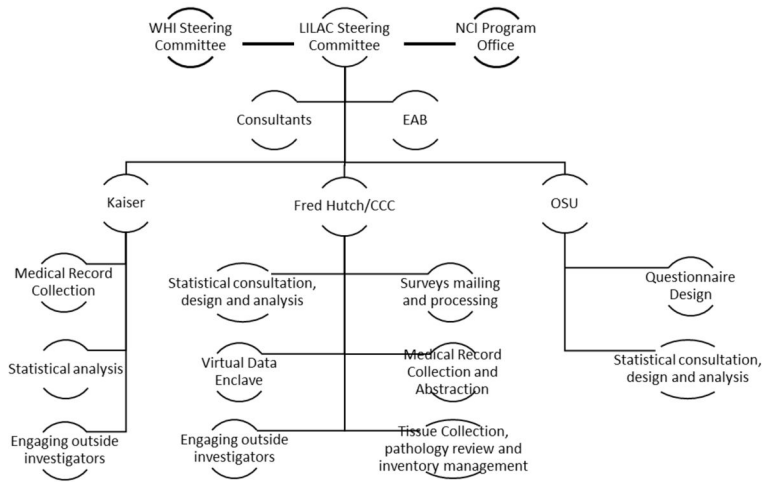 WHI Steering
Committee
LILAC Steering
Committee
NCI Program
Office
Consultants
EAB
Kaiser
Fred Hutch/CCC
OSU
Medical Record
Collection
Statistical analysis
Engaging outside
investigators
Statistical consultation,
design and analysis
Virtual Data
Enclave
Engaging outside
investigators
Surveys mailing
and processing
Medical Record
Collection and
Abstraction
Tissue Collection,
pathology review and
inventory management
Questionnaire
Design
Statistical consultation,
design and analysis